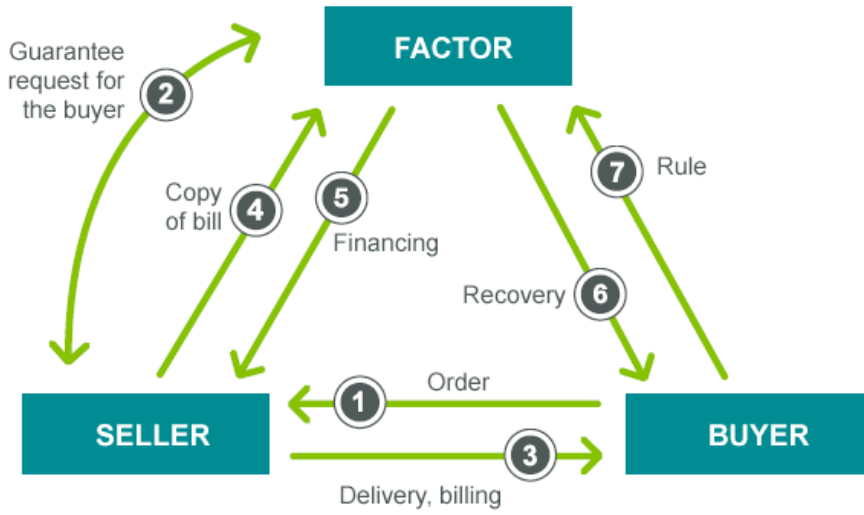 FACTOR
Guarantee
request for
the buyer
2
7
Rule
Copy
of bill
4
5
Financing
Recovery
6
Order
1
SELLER
BUYER
3
Delivery, billing